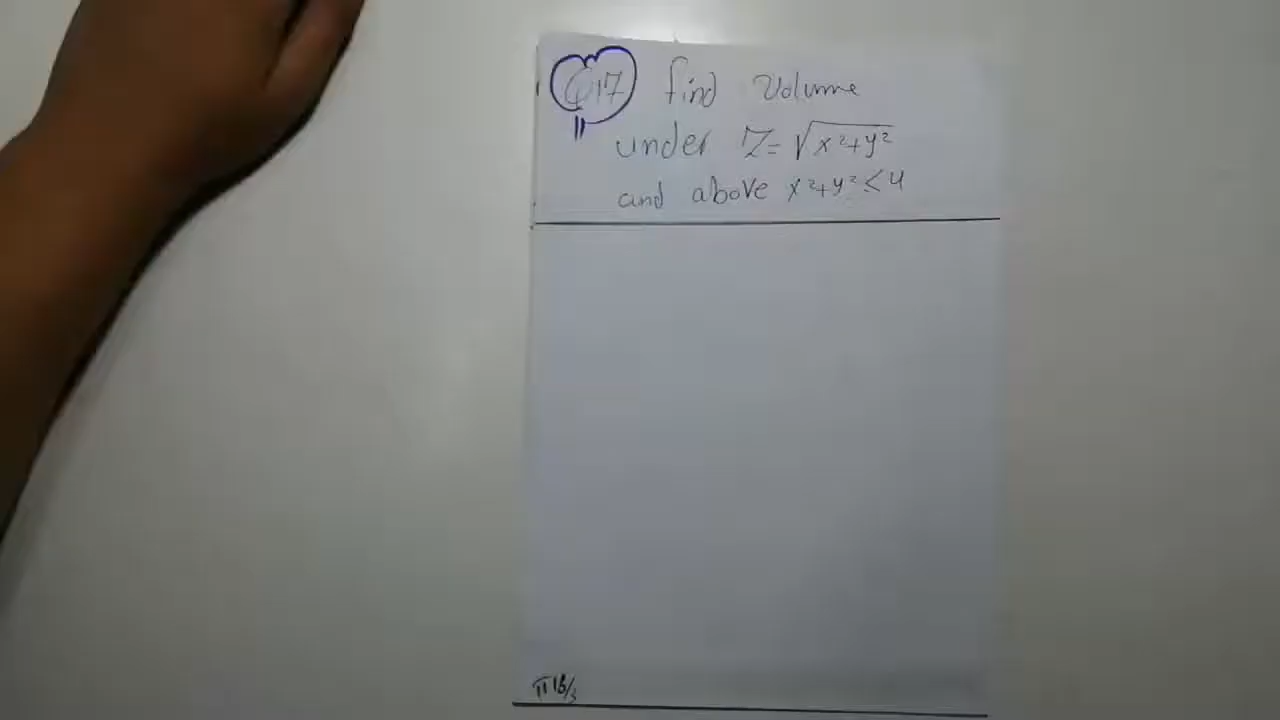 Q17 find Volume
under Z=√x²+y²
and above x²+y²≤4
π16/3